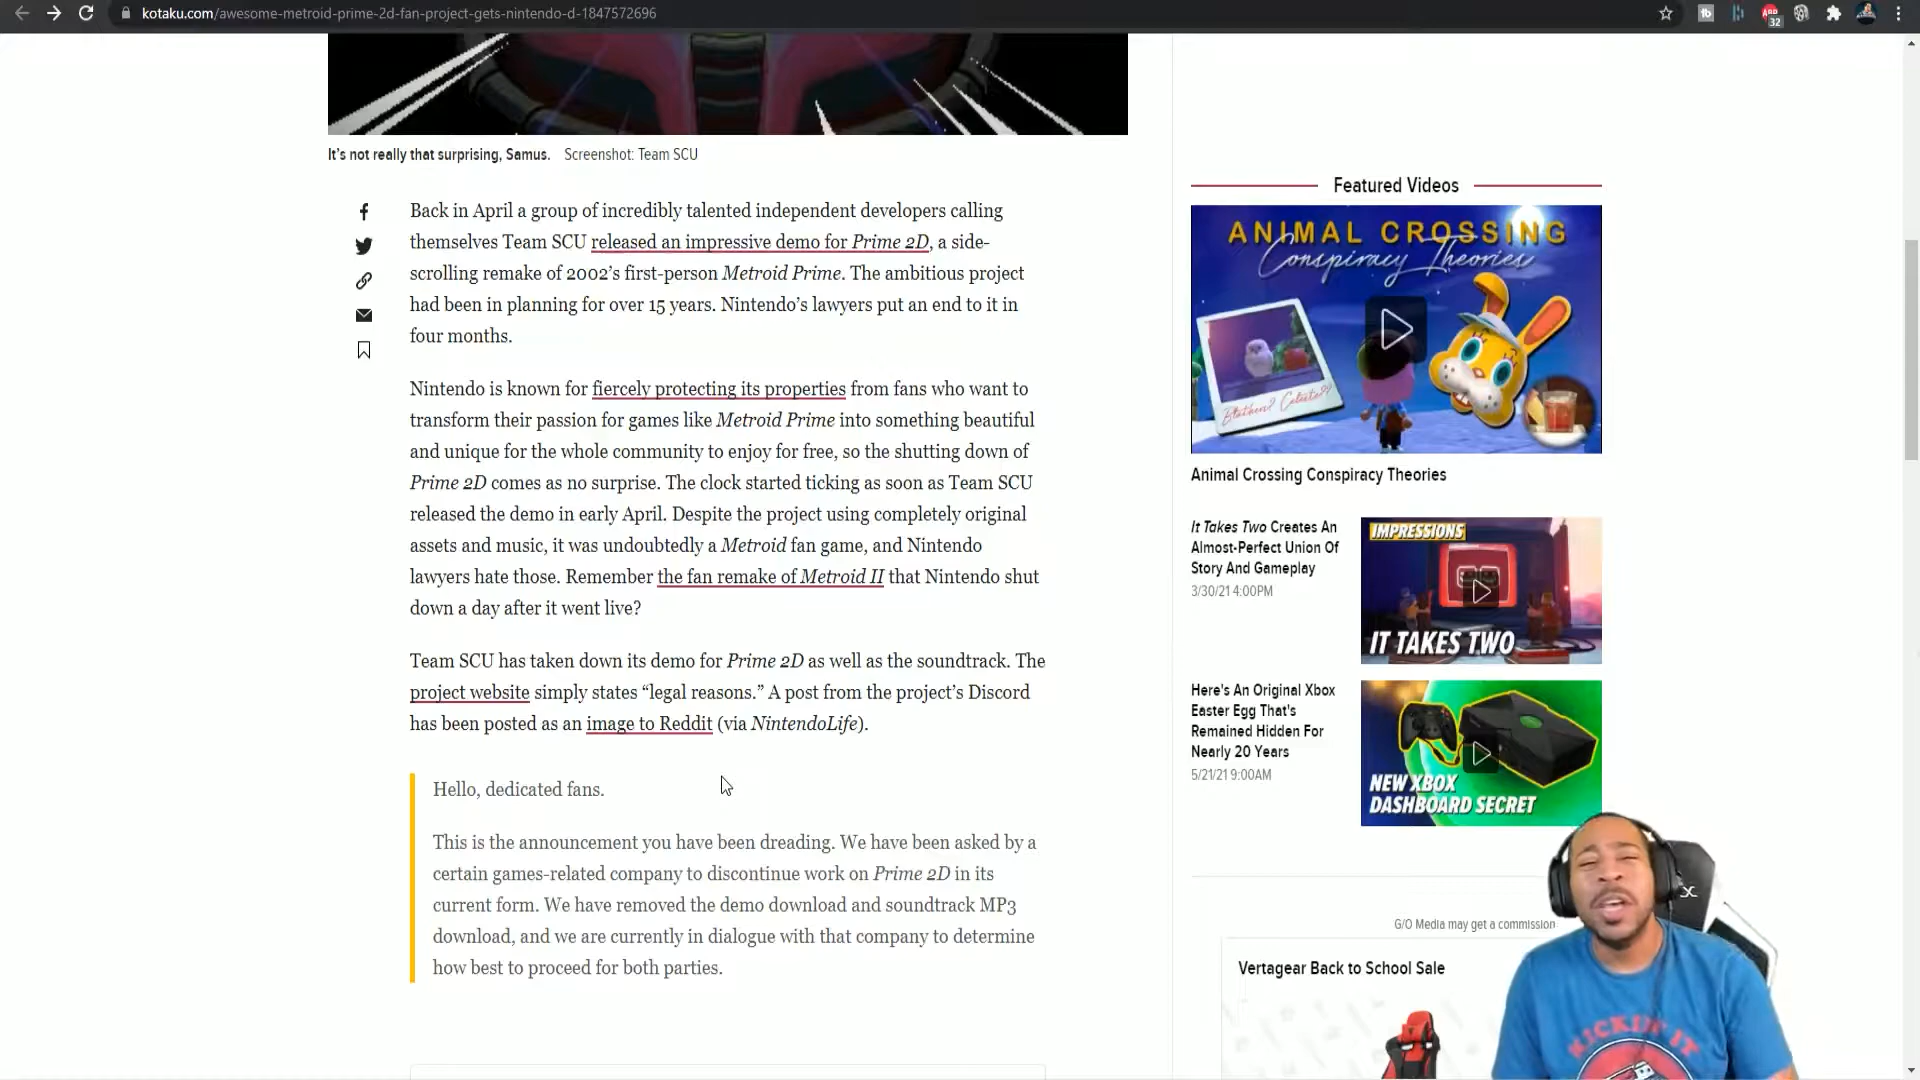 kotaku.com/awesome-metroid-prime-2d-fan-project-gets-nintendo-d-1847572696
32
It's not really that surprising, Samus. Screenshot: Team SCU
Back in April a group of incredibly talented independent developers calling
themselves Team SCU released an impressive demo for Prime 2D, a side-
scrolling remake of 2002's first-person Metroid Prime. The ambitious project
had been in planning for over 15 years. Nintendo's lawyers put an end to it in
four months.
Nintendo is known for fiercely protecting its properties from fans who want to
transform their passion for games like Metroid Prime into something beautiful
and unique for the whole community to enjoy for free, so the shutting down of
Prime 2D comes as no surprise. The clock started ticking as soon as Team SCU
released the demo in early April. Despite the project using completely original
assets and music, it was undoubtedly a Metroid fan game, and Nintendo
lawyers hate those. Remember the fan remake of Metroid II that Nintendo shut
down a day after it went live?
Team SCU has taken down its demo for Prime 2D as well as the soundtrack. The
project website simply states “legal reasons.” A post from the project's Discord
has been posted as an image to Reddit (via NintendoLife).
Hello, dedicated fans.
This is the announcement you have been dreading. We have been asked by a
certain games-related company to discontinue work on Prime 2D in its
current form. We have removed the demo download and soundtrack MP3
download, and we are currently in dialogue with that company to determine
how best to proceed for both parties.
Featured Videos
ANIMAL CROSSING
Conspiracy Theories
Blathers? Celeste??
Animal Crossing Conspiracy Theories
It Takes Two Creates An
Almost-Perfect Union Of
Story And Gameplay
3/30/21 4:00PM
IMPRESSIONS
IT TAKES TWO
Here's An Original Xbox
Easter Egg That's
Remained Hidden For
Nearly 20 Years
5/21/21 9:00AM
NEW XBOX
DASHBOARD SECRET
G/O Media may get a commission
Vertagear Back to School Sale
KICKIN' IT